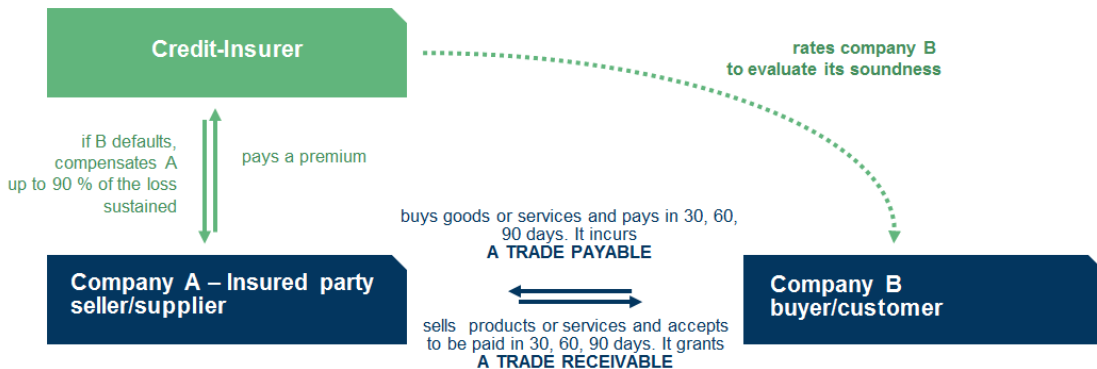 Credit-Insurer
rates company B
to evaluate its soundness
if B defaults,
compensates A
up to 90 % of the loss
sustained
pays a premium
buys goods or services and pays in 30, 60,
90 days. It incurs
A TRADE PAYABLE
Company A – Insured party
seller/supplier
Company B
buyer/customer
sells products or services and accepts
to be paid in 30, 60, 90 days. It grants
A TRADE RECEIVABLE